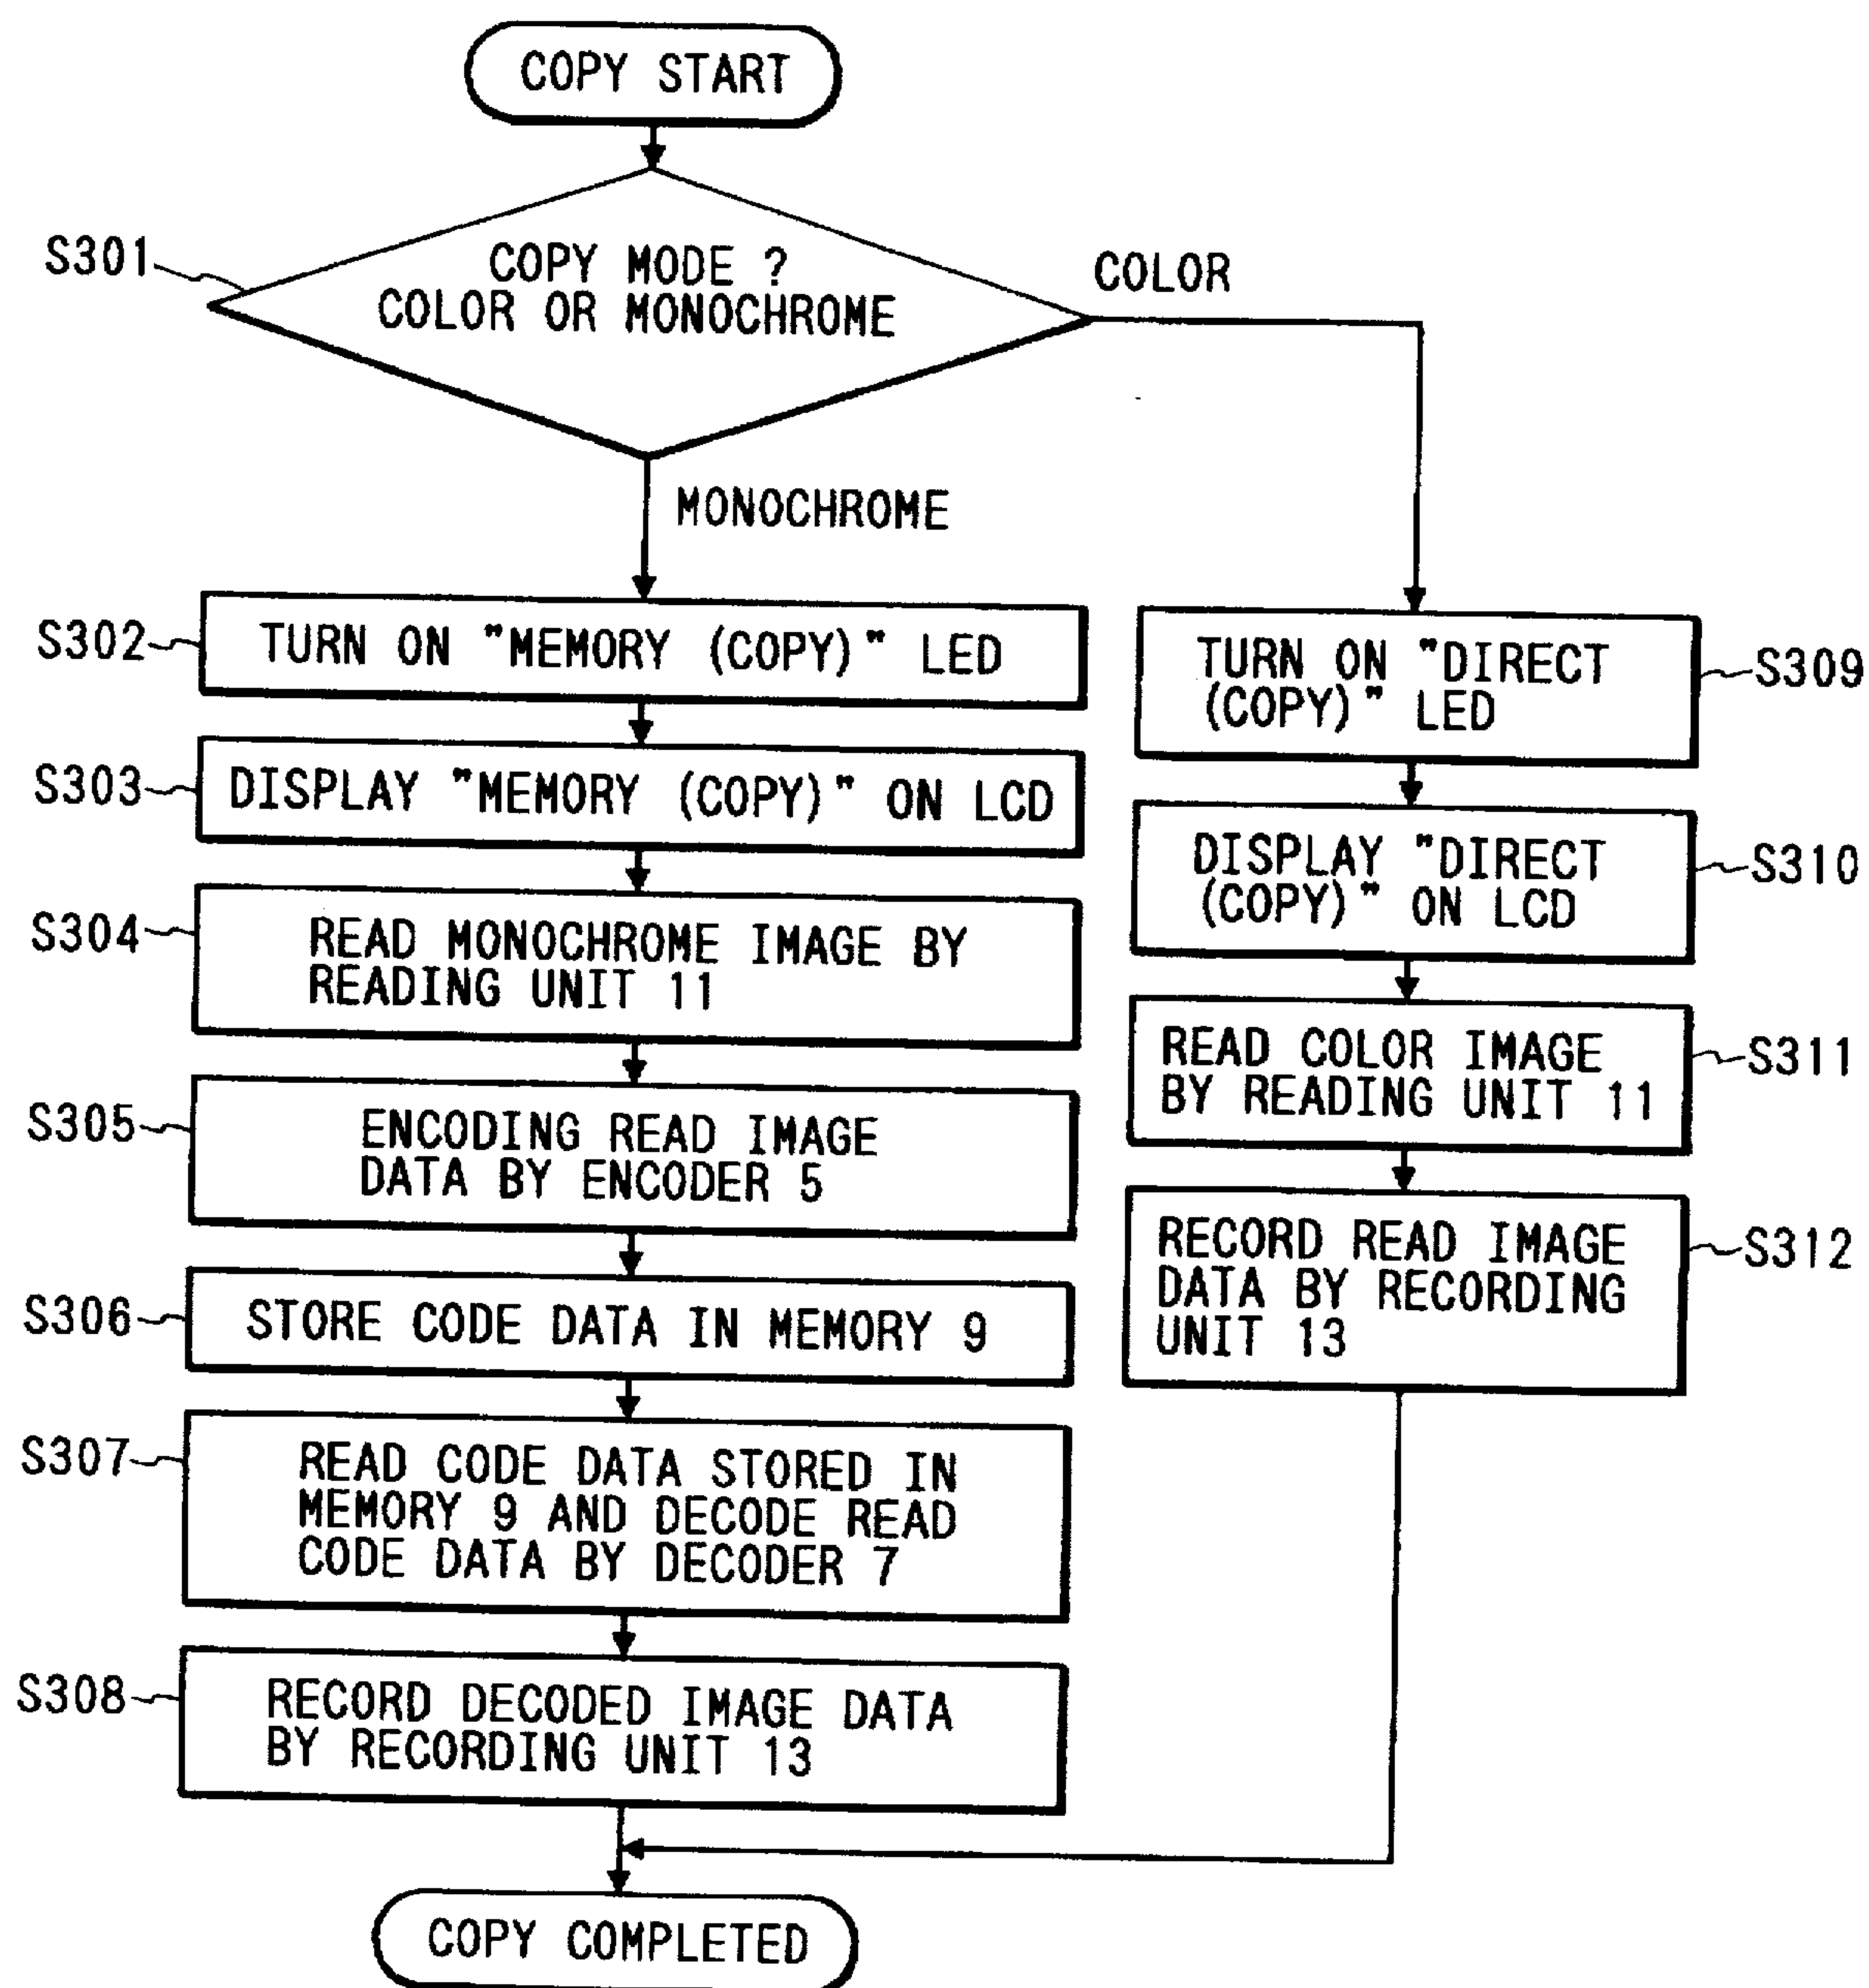 COPY START
S301
COPY MODE ?
COLOR OR MONOCHROME
COLOR
MONOCHROME
S302
TURN ON "MEMORY (COPY)" LED
S303
DISPLAY "MEMORY (COPY)" ON LCD
S304
READ MONOCHROME IMAGE BY
READING UNIT 11
S305
ENCODING READ IMAGE
DATA BY ENCODER 5
S306
STORE CODE DATA IN MEMORY 9
S307
READ CODE DATA STORED IN
MEMORY 9 AND DECODE READ
CODE DATA BY DECODER 7
S308
RECORD DECODED IMAGE DATA
BY RECORDING UNIT 13
TURN ON "DIRECT
(COPY)" LED
S309
DISPLAY "DIRECT
(COPY)" ON LCD
S310
READ COLOR IMAGE
BY READING UNIT 11
S311
RECORD READ IMAGE
DATA BY RECORDING
UNIT 13
S312
COPY COMPLETED